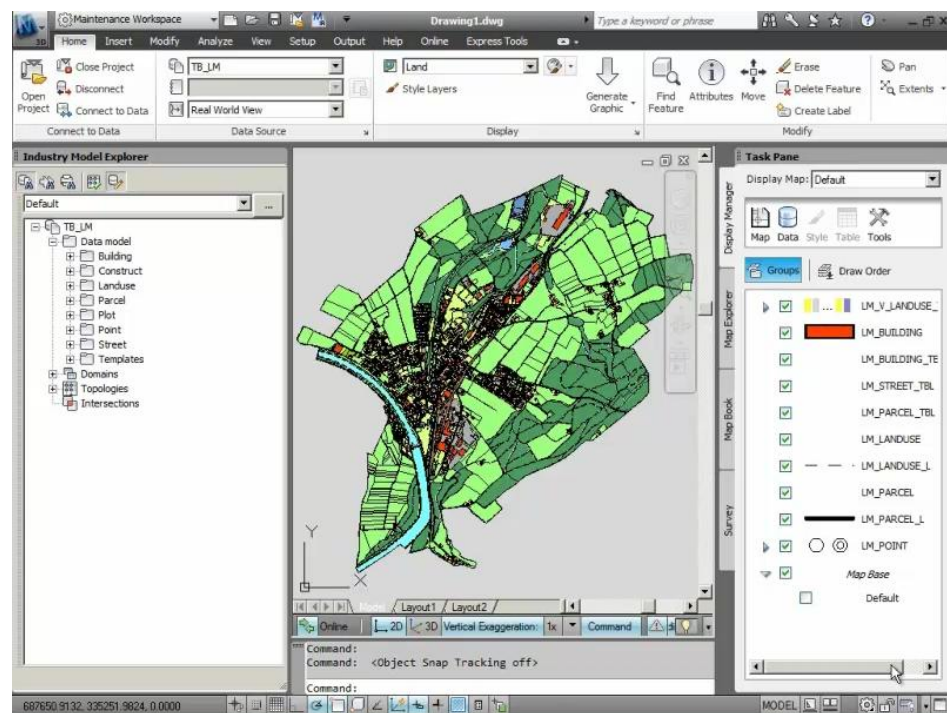 Maintenance Workspace
Drawing1.dwg
Type a keyword or phrase
3D
Home Insert Modify Analyze View Setup Output Help Online Express Tools
Open Project
Close Project
Disconnect
Connect to Data
Connect to Data
TB_LM
Real World View
Data Source
Land
Style Layers
Generate Graphic
Display
Find Feature
Attributes
Move
Erase
Delete Feature
Create Label
Modify
Pan
Extents
Industry Model Explorer
Default
...
TB_LM
Data model
Building
Construct
Landuse
Parcel
Plot
Point
Street
Templates
Domains
Topologies
Intersections
Y
X
Model / Layout1 / Layout2 /
Online 2D 3D Vertical Exaggeration: 1x Command
Command:
Command: <Object Snap Tracking off>
Command:
Task Pane
Display Manager
Map Explorer
Map Book
Survey
Display Map: Default
Map Data Style Table Tools
Groups Draw Order
... LM_V_LANDUSE_
LM_BUILDING
LM_BUILDING_TE
LM_STREET_TBL
LM_PARCEL_TBL
LM_LANDUSE
LM_LANDUSE_L
LM_PARCEL
LM_PARCEL_L
LM_POINT
Map Base
Default
687650.9132, 335251.9824, 0.0000
MODEL